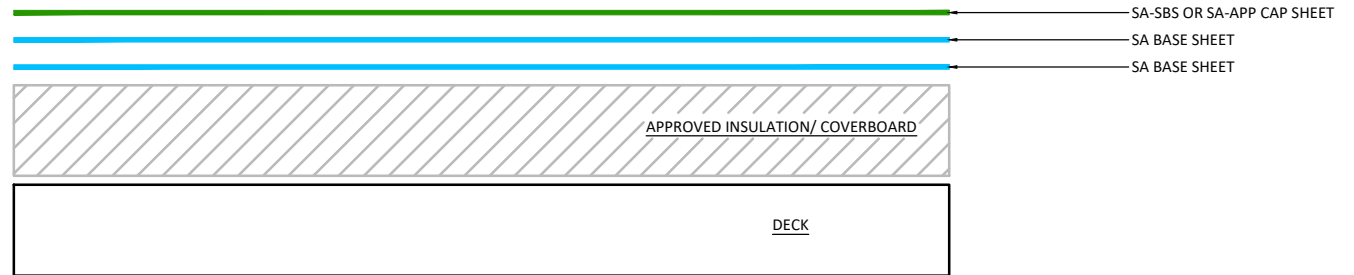 SA-SBS OR SA-APP CAP SHEET
SA BASE SHEET
SA BASE SHEET
APPROVED INSULATION/ COVERBOARD
DECK